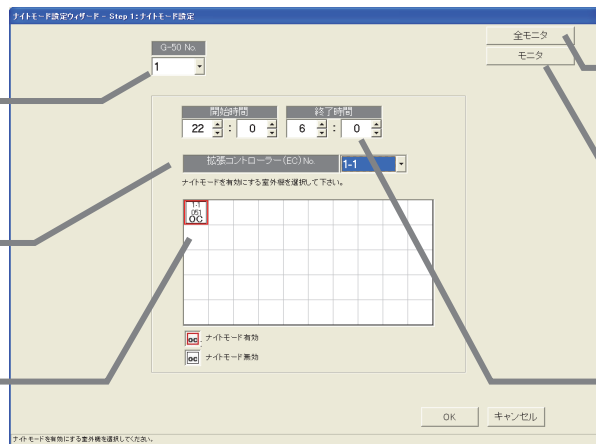 ナイトモード設定ウィザード - Step 1:ナイトモード設定
全モニタ
モニタ
G-50 No.
1
開始時間 終了時間
22 : 0 6 : 0
拡張コントローラー(EC)No. 1-1
ナイトモードを有効にする室外機を選択して下さい。
1-1
051
OC
OC ナイトモード有効
OC ナイトモード無効
OK キャンセル
ナイトモードを有効にする室外機を選択してください。